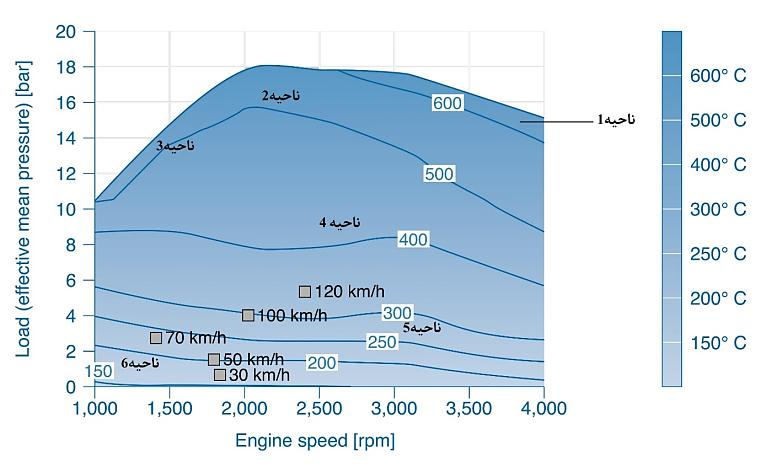 Load (effective mean pressure) [bar]
20
18
16
14
12
10
8
6
4
2
0
ناحیه2
600
ناحیه1
ناحیه3
500
ناحیه 4
400
120 km/h
100 km/h
300
ناحیه5
70 km/h
250
50 km/h
200
ناحیه6
150
30 km/h
1,000 1,500 2,000 2,500 3,000 3,500 4,000
Engine speed [rpm]
600° C
500° C
400° C
300° C
250° C
200° C
150° C